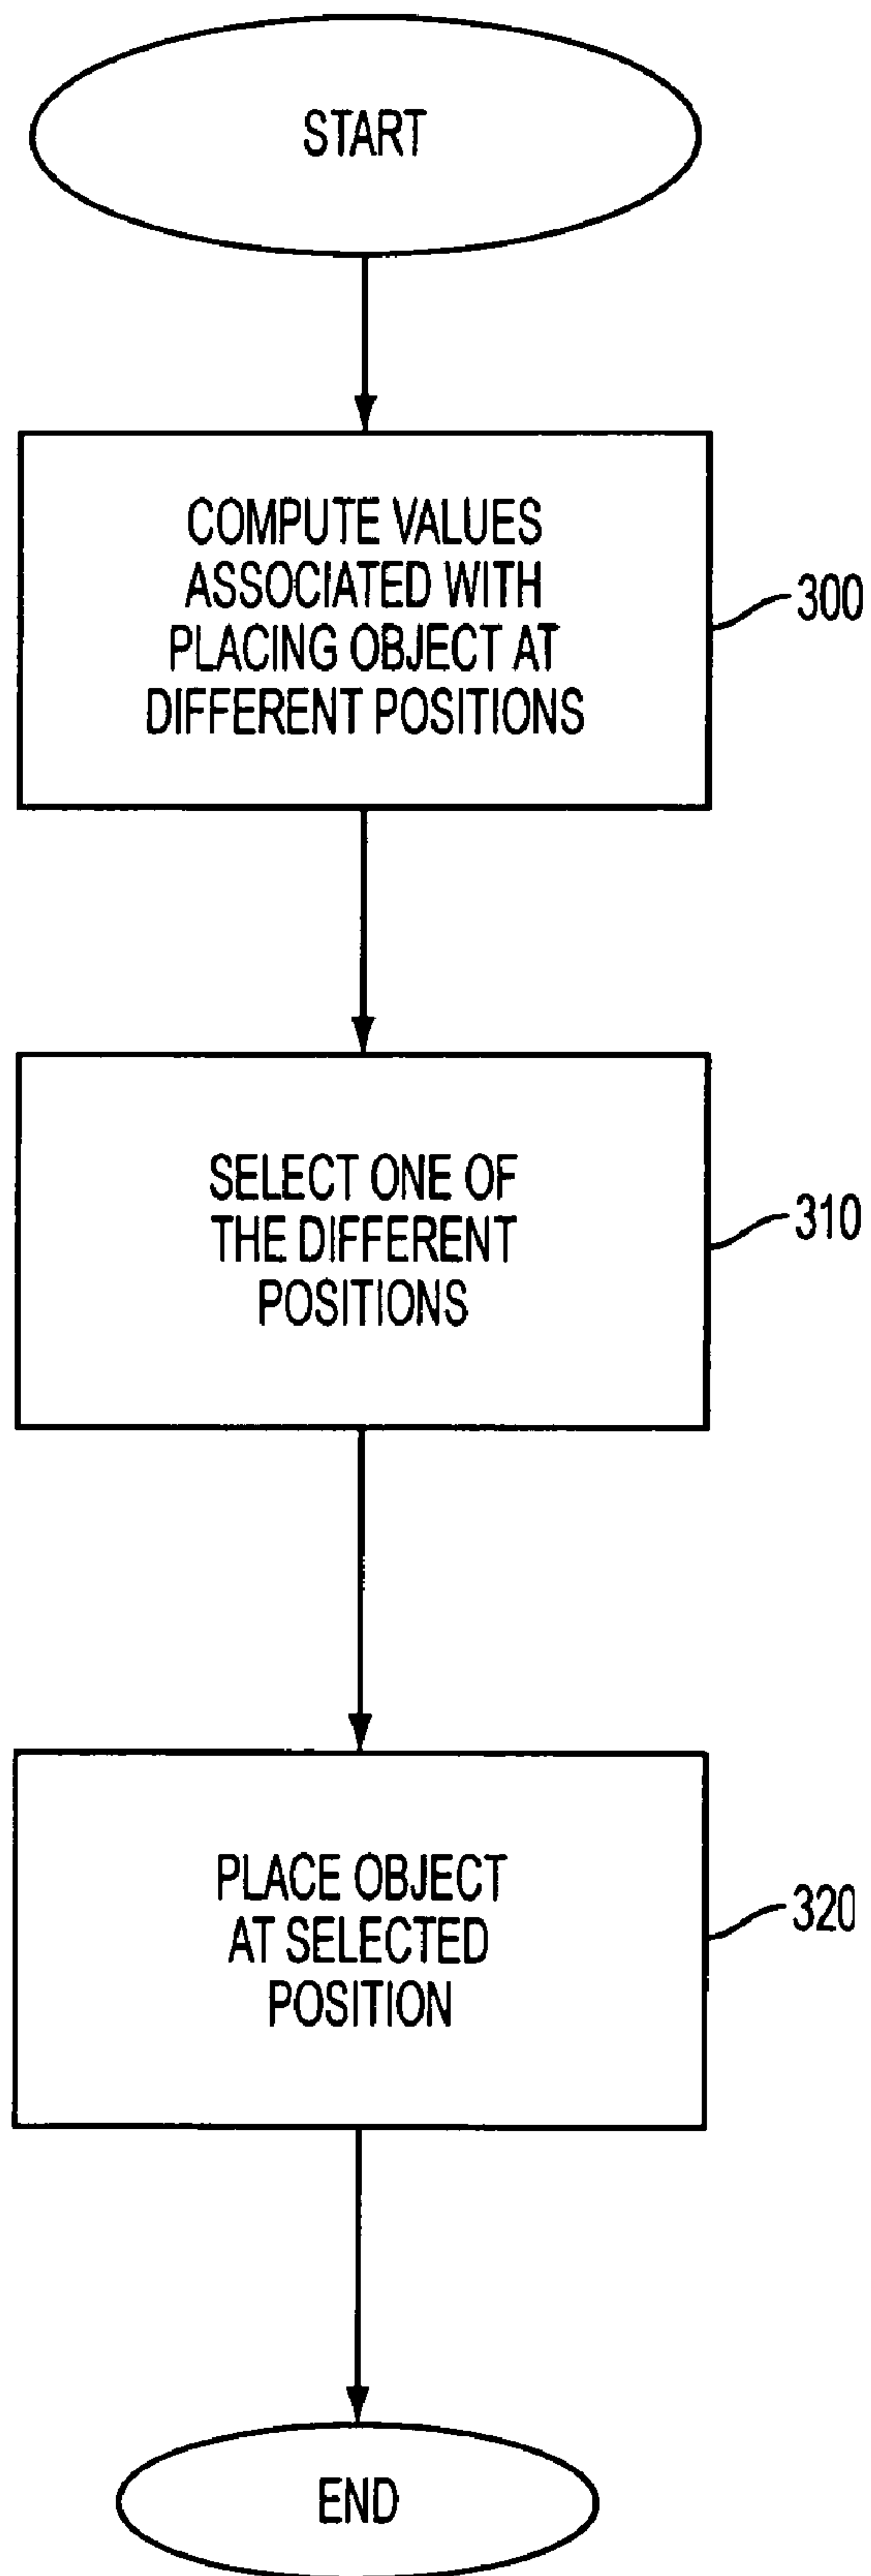 START
COMPUTE VALUES
ASSOCIATED WITH
PLACING OBJECT AT
DIFFERENT POSITIONS
300
SELECT ONE OF
THE DIFFERENT
POSITIONS
310
PLACE OBJECT
AT SELECTED
POSITION
320
END